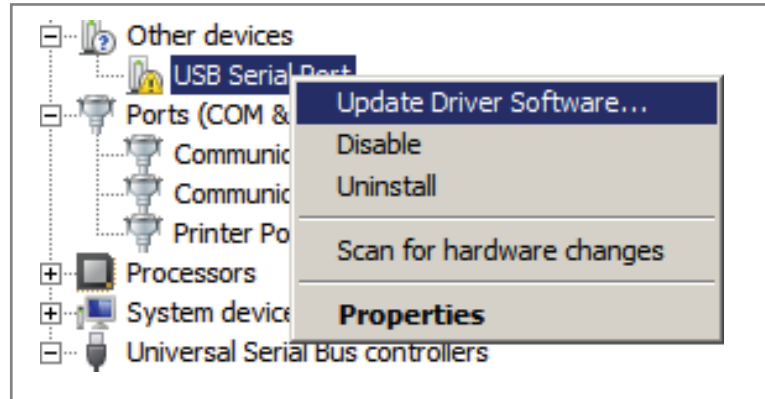 Other devices
USB Serial Port
Update Driver Software...
Ports (COM &
Disable
Communic
Uninstall
Communic
Printer Po
Scan for hardware changes
Processors
System device
Properties
Universal Serial Bus controllers